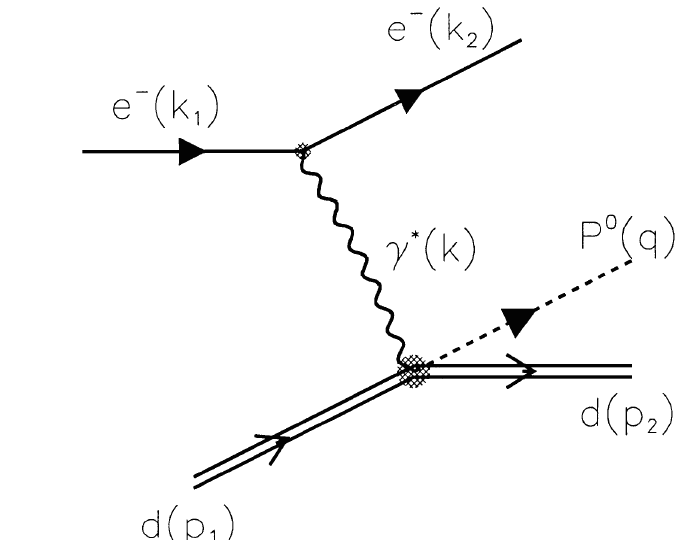 e⁻(k₂)
e⁻(k₁)
P⁰(q)
γ*(k)
d(p₂)
d(p₁)